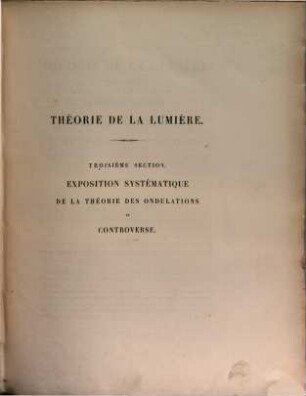 THÉORIE DE LA LUMIÈRE.
TROISIÈME SECTION.
EXPOSITION SYSTÉMATIQUE
DE LA THÉORIE DES ONDULATIONS
ET
CONTROVERSE.